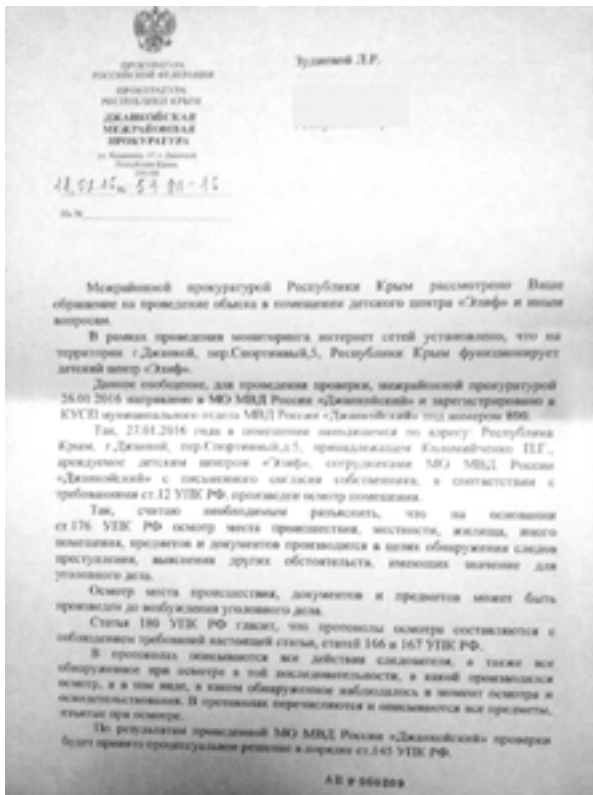 ПРОКУРАТУРА
РОССИЙСКОЙ ФЕДЕРАЦИИ
ПРОКУРАТУРА
РЕСПУБЛИКИ КРЫМ
ДЖАНКОЙСКАЯ
МЕЖРАЙОННАЯ
ПРОКУРАТУРА
Зудиевой Л.Р.
На №
Межрайонной прокуратурой Республики Крым рассмотрено Ваше
обращение по проведение обыска в помещении детского центра «Элиф» и иным
вопросам.
В рамках проведения мониторинга интернет сетей установлено, что на
территории г.Джанкой, пер.Спортивный,5, Республики Крым функционирует
детский центр «Элиф».
Данное сообщение, для проведения проверки, межрайонной прокуратурой
26.01.2016 направлено в МО МВД России «Джанкойский» и зарегистрировано в
КУСП муниципального отдела МВД России «Джанкойский» под номером 800.
Так, 27.01.2016 года в помещении находящемся по адресу: Республика
Крым, г.Джанкой, пер.Спортивный,д.5, принадлежащем Коломийченко П.Г.,
арендуемое детским центром «Элиф», сотрудниками МО МВД России
«Джанкойский» с письменного согласия собственника, в соответствии с
требованиями ст.12 УПК РФ, произведен осмотр помещения.
Так, считаю необходимым разъяснить, что на основании
ст.176 УПК РФ осмотр места происшествия, местности, жилища, иного
помещения, предметов и документов производится в целях обнаружения следов
преступления, выяснения других обстоятельств, имеющих значение для
уголовного дела.
Осмотр места происшествия, документов и предметов может быть
произведен до возбуждения уголовного дела.
Статья 180 УПК РФ гласит, что протоколы осмотра составляются с
соблюдением требований настоящей статьи, статей 166 и 167 УПК РФ.
В протоколах описываются все действия следователя, а также все
обнаруженное при осмотре в той последовательности, в какой производился
осмотр, и в том виде, в каком обнаруженное наблюдалось в момент осмотра и
освидетельствования. В протоколах перечисляются и описываются все предметы,
изъятые при осмотре.
По результатам проведенной МО МВД России «Джанкойский» проверки
будет принято процессуальное решение в порядке ст.145 УПК РФ.